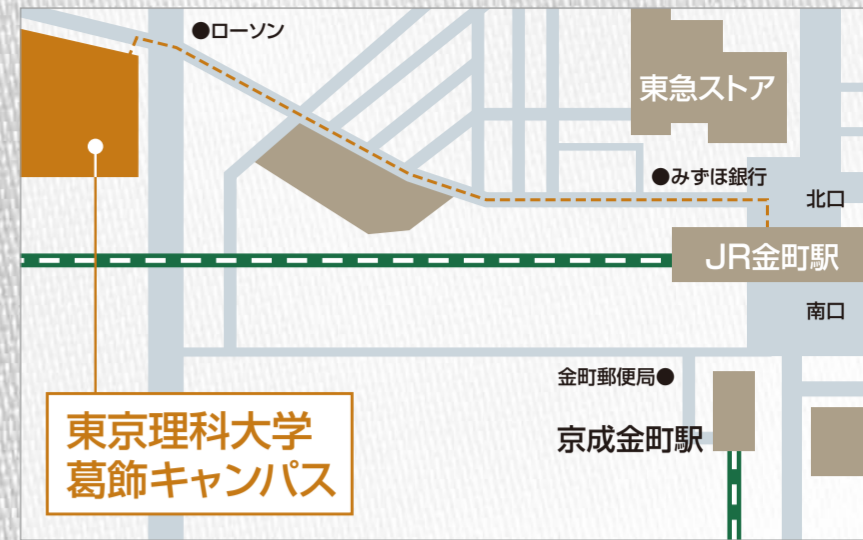 ●ローソン
東急ストア
●みずほ銀行
北口
JR金町駅
南口
金町郵便局●
京成金町駅
東京理科大学
葛飾キャンパス